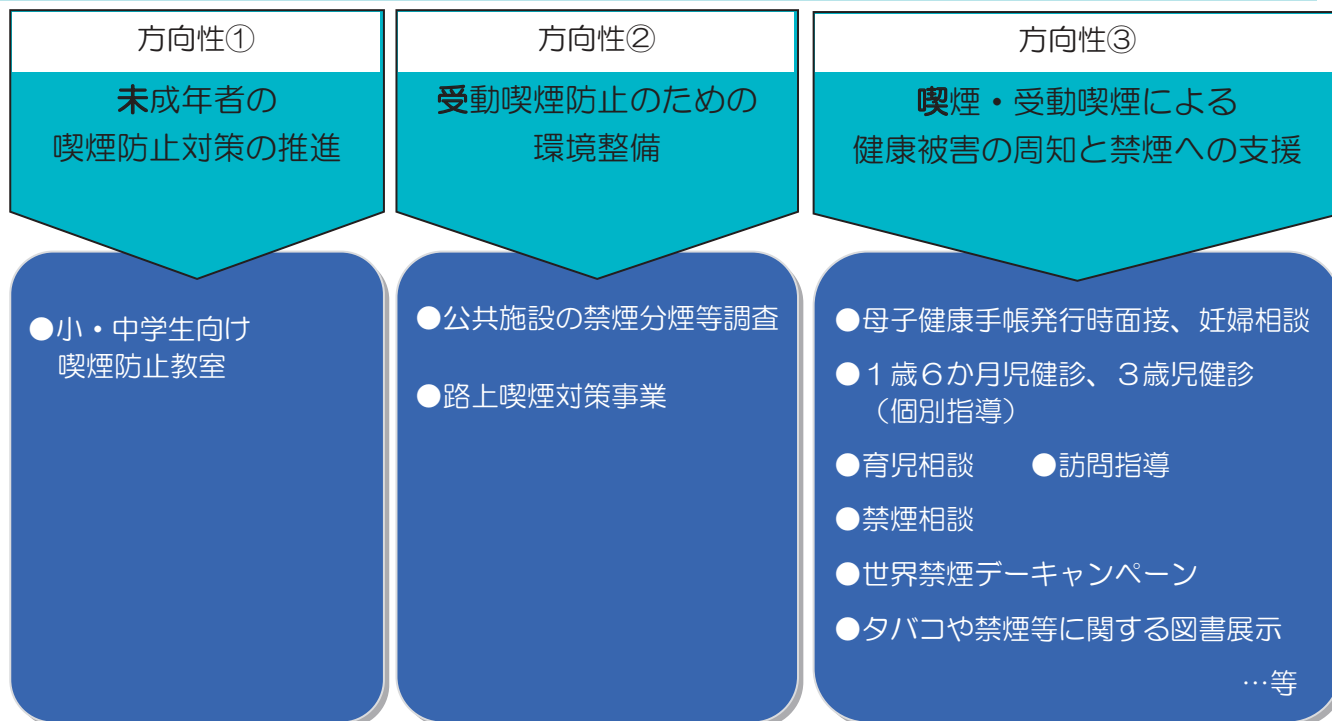 方向性①
未成年者の
喫煙防止対策の推進
●小・中学生向け
喫煙防止教室
方向性②
受動喫煙防止のための
環境整備
●公共施設の禁煙分煙等調査
●路上喫煙対策事業
方向性③
喫煙・受動喫煙による
健康被害の周知と禁煙への支援
●母子健康手帳発行時面接、妊婦相談
●１歳６か月児健診、３歳児健診
（個別指導）
●育児相談　　●訪問指導
●禁煙相談
●世界禁煙デーキャンペーン
●タバコや禁煙等に関する図書展示
…等